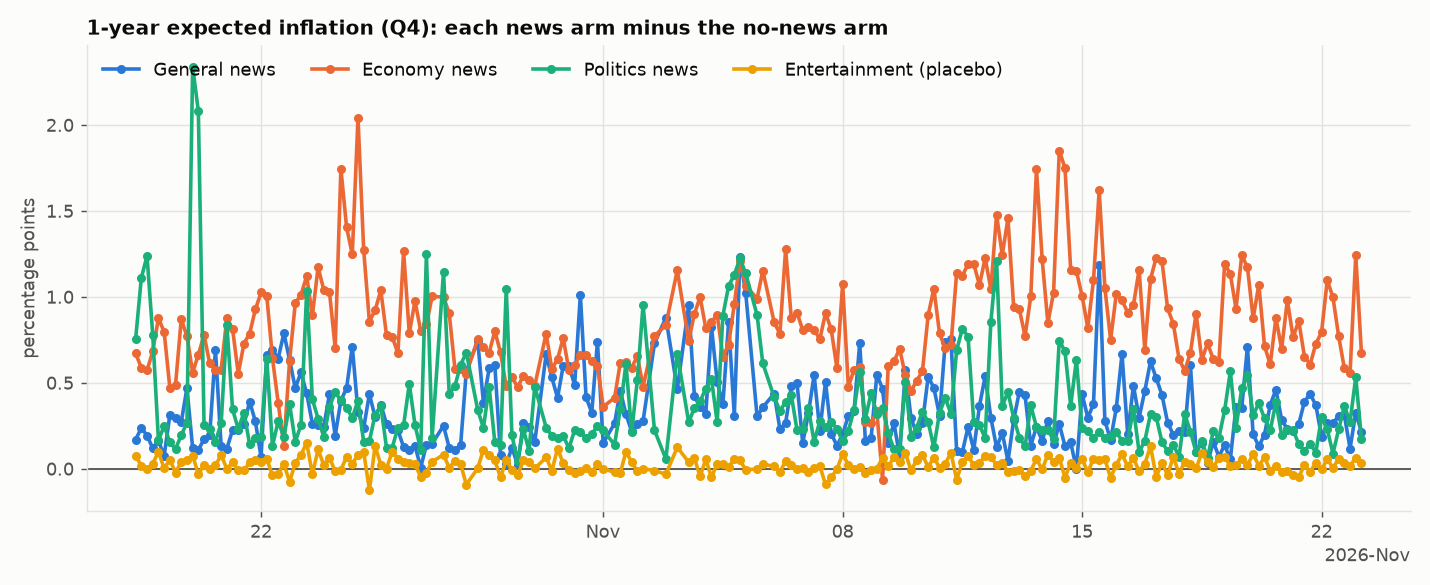 1-year expected inflation (Q4): each news arm minus the no-news arm
General news
Economy news
Politics news
Entertainment (placebo)
percentage points
2.0
1.5
1.0
0.5
0.0
22
Nov
08
15
22
2026-Nov